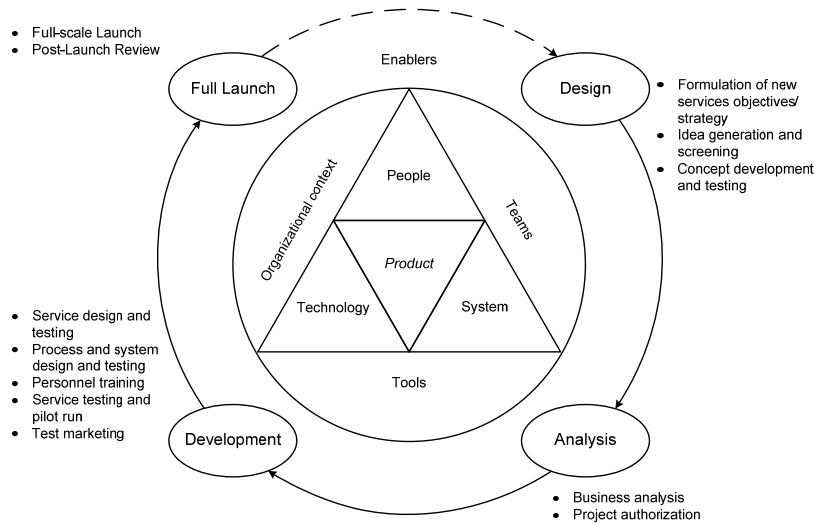 • Full-scale Launch
• Post-Launch Review
Full Launch
Enablers
Design
• Formulation of new
services objectives/
strategy
• Idea generation and
screening
• Concept development
and testing
Organizational context
People
Teams
Product
Technology
System
Tools
• Service design and
testing
• Process and system
design and testing
• Personnel training
• Service testing and
pilot run
• Test marketing
Development
Analysis
• Business analysis
• Project authorization